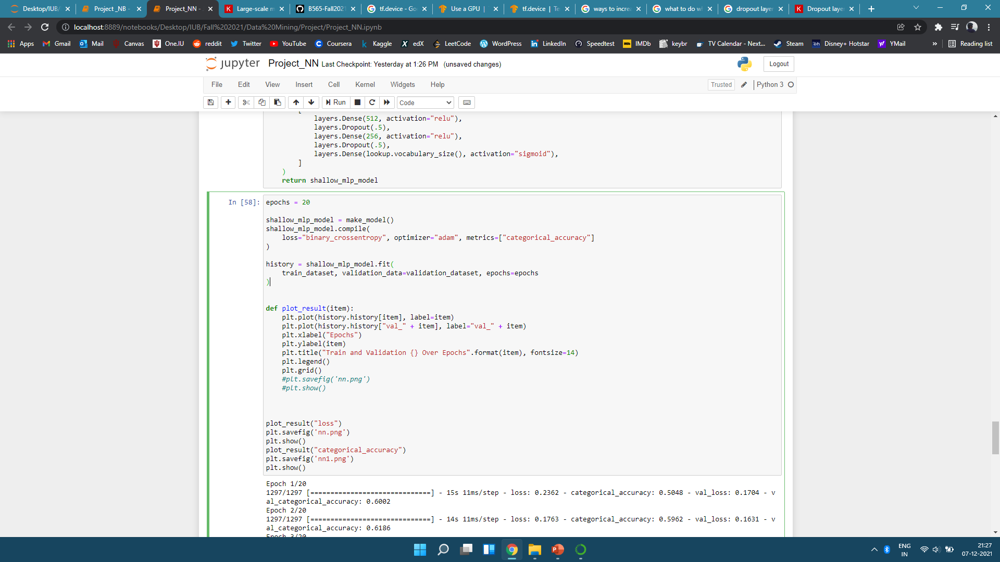 Desktop/IUB/
Project _NB -
Project_NN -
Large-scale m
B565-Fall2021
tf.device - Go
Use a GPU |
tf.device | Te
ways to increa
what to do wh
dropout layer
Dropout laye
localhost:8889/notebooks/Desktop/IUB/Fall%202021/Data%20Mining/Project/Project_NN.ipynb
Apps Gmail Mail Canvas One.IU reddit Twitter YouTube Coursera Kaggle edX LeetCode WordPress LinkedIn Speedtest IMDb keybr TV Calendar - Next... Steam Disney+ Hotstar YMail » Reading list
jupyter Project_NN Last Checkpoint: Yesterday at 1:26 PM (unsaved changes) Logout
File Edit View Insert Cell Kernel Widgets Help Trusted Python 3
Run Code
[
layers.Dense(512, activation="relu"),
layers.Dropout(.5),
layers.Dense(256, activation="relu"),
layers.Dropout(.5),
layers.Dense(lookup.vocabulary_size(), activation="sigmoid"),
]
)
return shallow_mlp_model
In [58]: epochs = 20
shallow_mlp_model = make_model()
shallow_mlp_model.compile(
loss="binary_crossentropy", optimizer="adam", metrics=["categorical_accuracy"]
)
history = shallow_mlp_model.fit(
train_dataset, validation_data=validation_dataset, epochs=epochs
)
def plot_result(item):
plt.plot(history.history[item], label=item)
plt.plot(history.history["val_" + item], label="val_" + item)
plt.xlabel("Epochs")
plt.ylabel(item)
plt.title("Train and Validation {} Over Epochs".format(item), fontsize=14)
plt.legend()
plt.grid()
#plt.savefig('nn.png')
#plt.show()
plot_result("loss")
plt.savefig('nn.png')
plt.show()
plot_result("categorical_accuracy")
plt.savefig('nn1.png')
plt.show()
Epoch 1/20
1297/1297 [==============================] - 15s 11ms/step - loss: 0.2362 - categorical_accuracy: 0.5048 - val_loss: 0.1704 - v
al_categorical_accuracy: 0.6002
Epoch 2/20
1297/1297 [==============================] - 14s 11ms/step - loss: 0.1763 - categorical_accuracy: 0.5962 - val_loss: 0.1631 - v
al_categorical_accuracy: 0.6186
Epoch 3/20
ENG
IN
21:27
07-12-2021